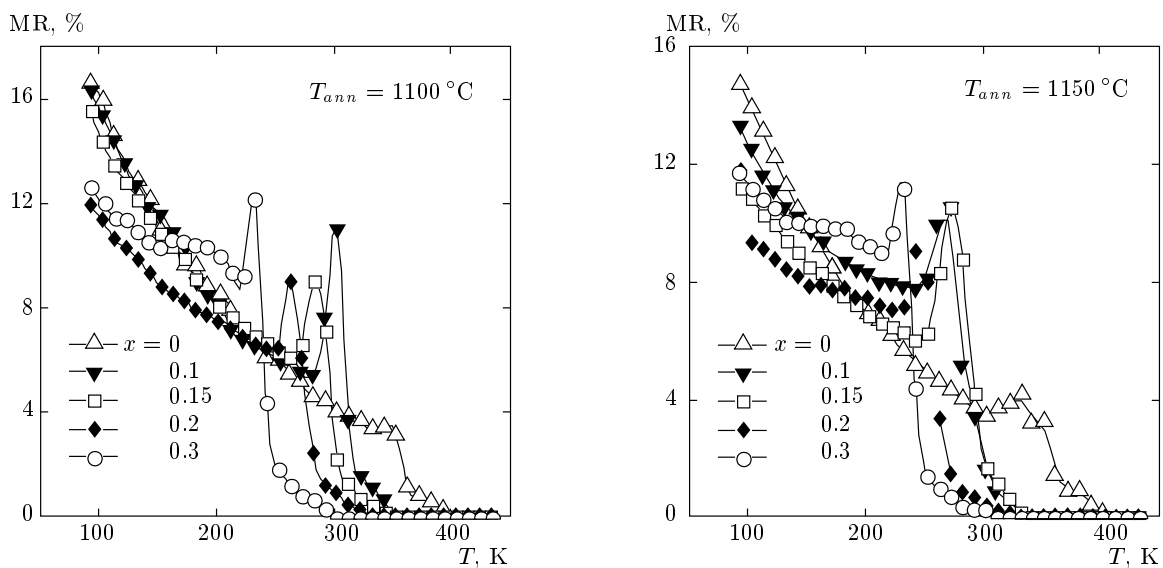 MR, %
T_ann = 1100 °C
16
12
8
4
0
x = 0
0.1
0.15
0.2
0.3
100 200 300 400
T, K
MR, %
T_ann = 1150 °C
16
12
8
4
0
x = 0
0.1
0.15
0.2
0.3
100 200 300 400
T, K